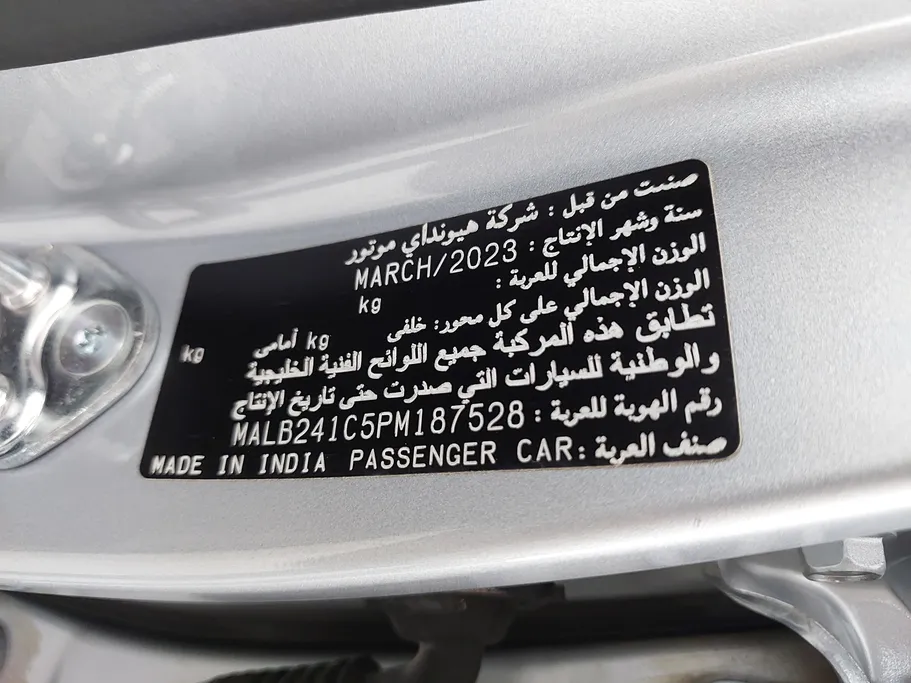 صنعت من قبل : شركة هيونداي موتور
سنة وشهر الإنتاج : MARCH/2023
الوزن الإجمالي للعربة : kg
الوزن الإجمالي على كل محور: خلفى kg أمامى kg
تطابق هذه المركبة جميع اللوائح الفنية الخليجية
والوطنية للسيارات التي صدرت حتى تاريخ الإنتاج
رقم الهوية للعربة : MALB241C5PM187528
صنف العربة : PASSENGER CAR MADE IN INDIA